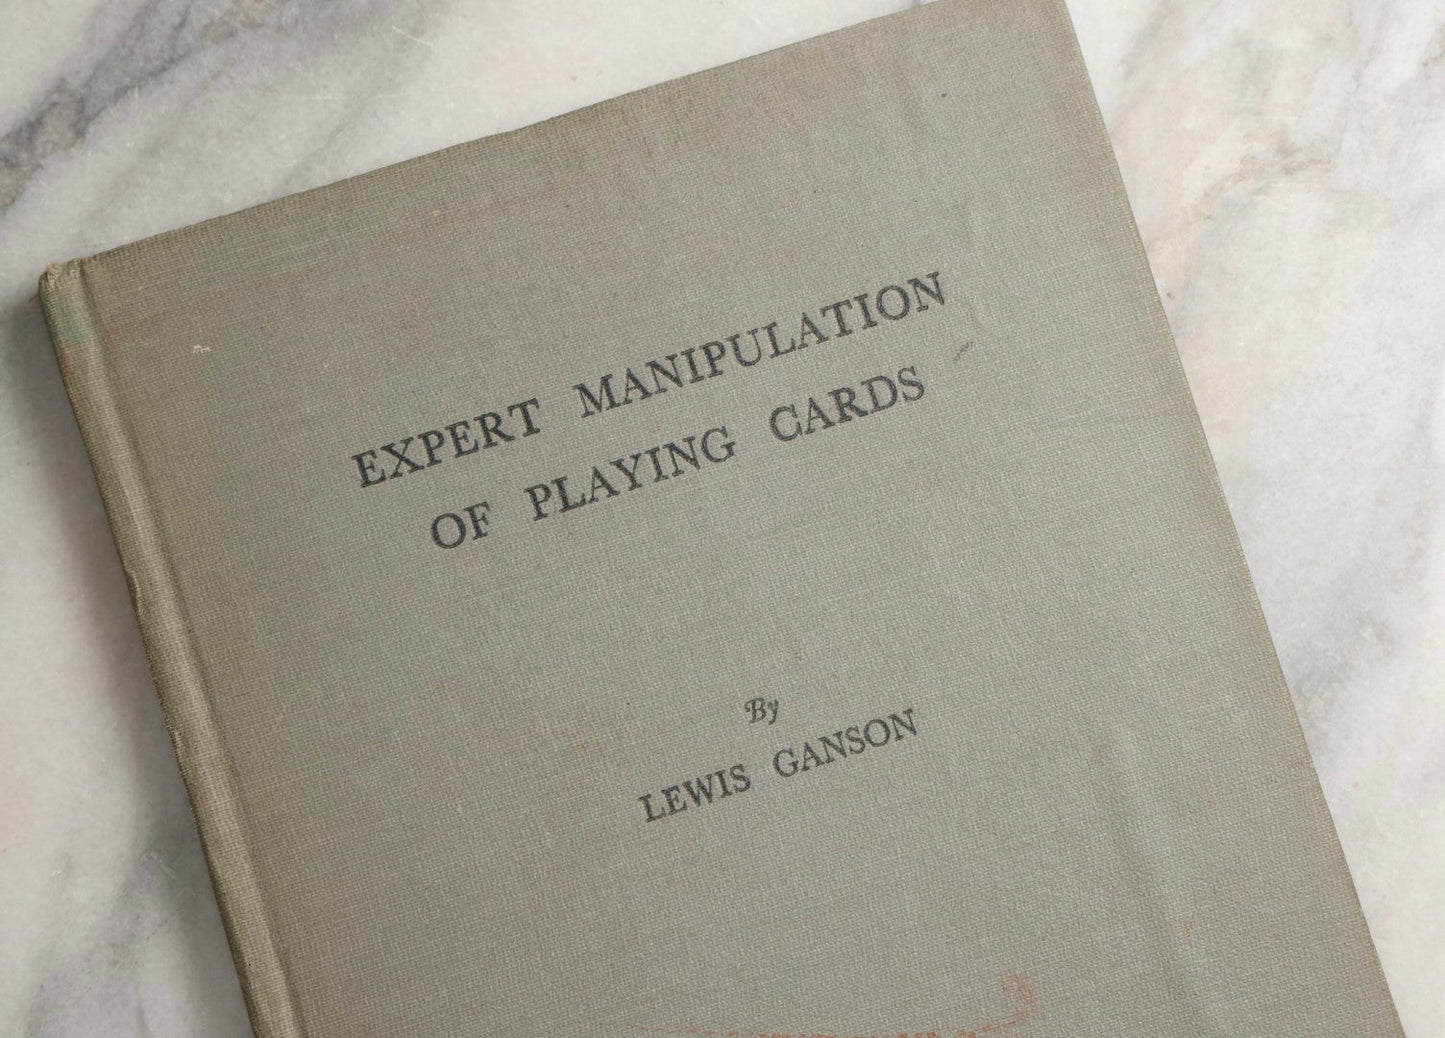 EXPERT MANIPULATION
OF PLAYING CARDS
By
LEWIS GANSON